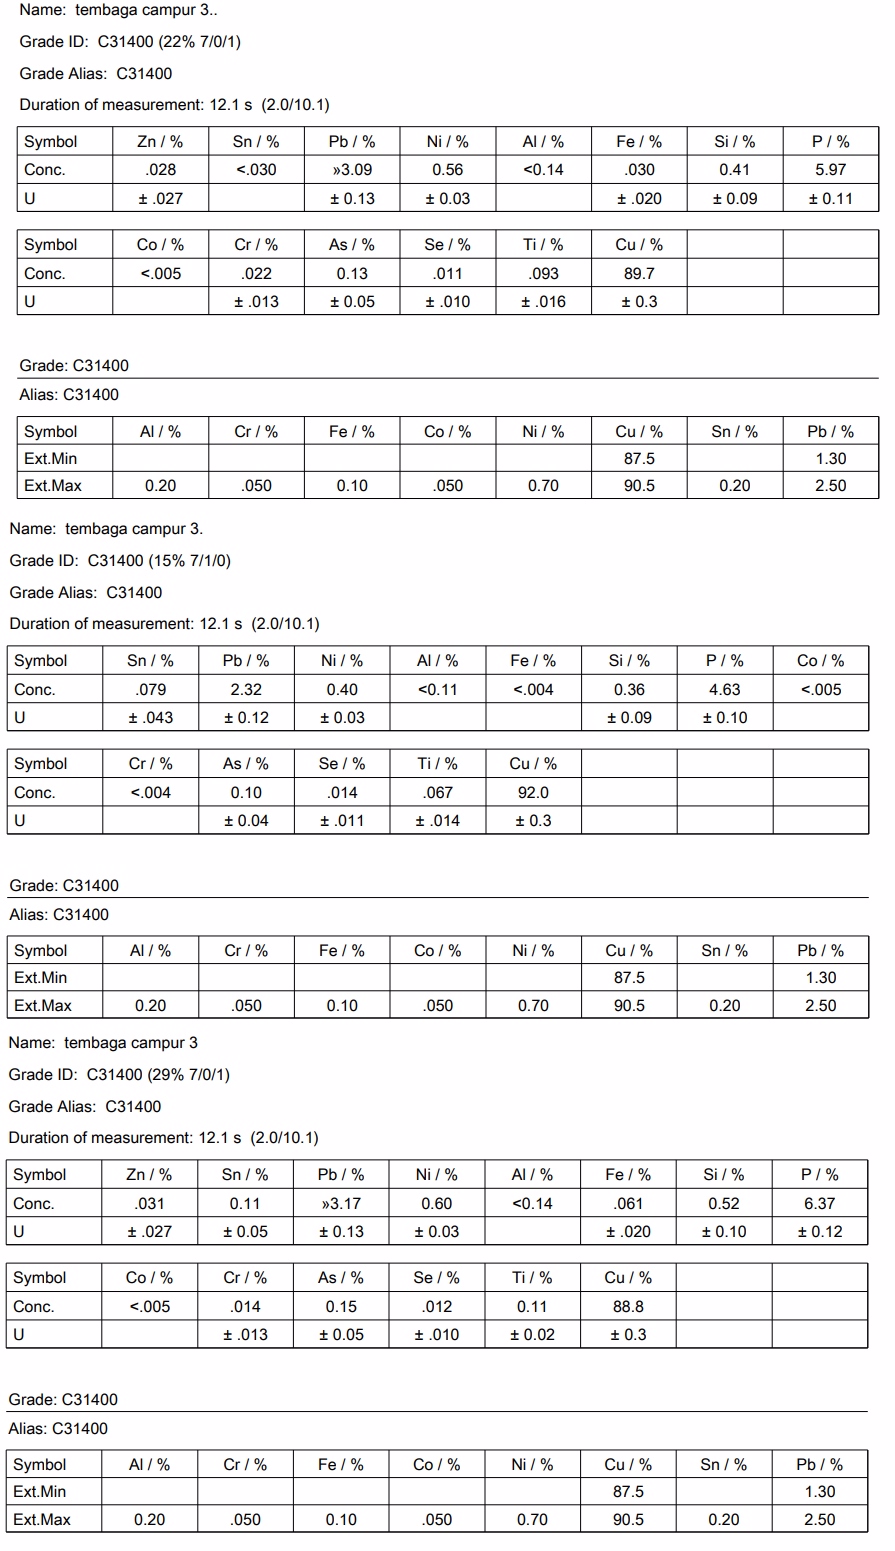 Name: tembaga campur 3..
Grade ID: C31400 (22% 7/0/1)
Grade Alias: C31400
Duration of measurement: 12.1 s (2.0/10.1)
Symbol Zn / % Sn / % Pb / % Ni / % Al / % Fe / % Si / % P / %
Conc. .028 <.030 »3.09 0.56 <0.14 .030 0.41 5.97
U ± .027 ± 0.13 ± 0.03 ± .020 ± 0.09 ± 0.11
Symbol Co / % Cr / % As / % Se / % Ti / % Cu / %
Conc. <.005 .022 0.13 .011 .093 89.7
U ± .013 ± 0.05 ± .010 ± .016 ± 0.3
Grade: C31400
Alias: C31400
Symbol Al / % Cr / % Fe / % Co / % Ni / % Cu / % Sn / % Pb / %
Ext.Min 87.5 1.30
Ext.Max 0.20 .050 0.10 .050 0.70 90.5 0.20 2.50
Name: tembaga campur 3.
Grade ID: C31400 (15% 7/1/0)
Grade Alias: C31400
Duration of measurement: 12.1 s (2.0/10.1)
Symbol Sn / % Pb / % Ni / % Al / % Fe / % Si / % P / % Co / %
Conc. .079 2.32 0.40 <0.11 <.004 0.36 4.63 <.005
U ± .043 ± 0.12 ± 0.03 ± 0.09 ± 0.10
Symbol Cr / % As / % Se / % Ti / % Cu / %
Conc. <.004 0.10 .014 .067 92.0
U ± 0.04 ± .011 ± .014 ± 0.3
Grade: C31400
Alias: C31400
Symbol Al / % Cr / % Fe / % Co / % Ni / % Cu / % Sn / % Pb / %
Ext.Min 87.5 1.30
Ext.Max 0.20 .050 0.10 .050 0.70 90.5 0.20 2.50
Name: tembaga campur 3
Grade ID: C31400 (29% 7/0/1)
Grade Alias: C31400
Duration of measurement: 12.1 s (2.0/10.1)
Symbol Zn / % Sn / % Pb / % Ni / % Al / % Fe / % Si / % P / %
Conc. .031 0.11 »3.17 0.60 <0.14 .061 0.52 6.37
U ± .027 ± 0.05 ± 0.13 ± 0.03 ± .020 ± 0.10 ± 0.12
Symbol Co / % Cr / % As / % Se / % Ti / % Cu / %
Conc. <.005 .014 0.15 .012 0.11 88.8
U ± .013 ± 0.05 ± .010 ± 0.02 ± 0.3
Grade: C31400
Alias: C31400
Symbol Al / % Cr / % Fe / % Co / % Ni / % Cu / % Sn / % Pb / %
Ext.Min 87.5 1.30
Ext.Max 0.20 .050 0.10 .050 0.70 90.5 0.20 2.50